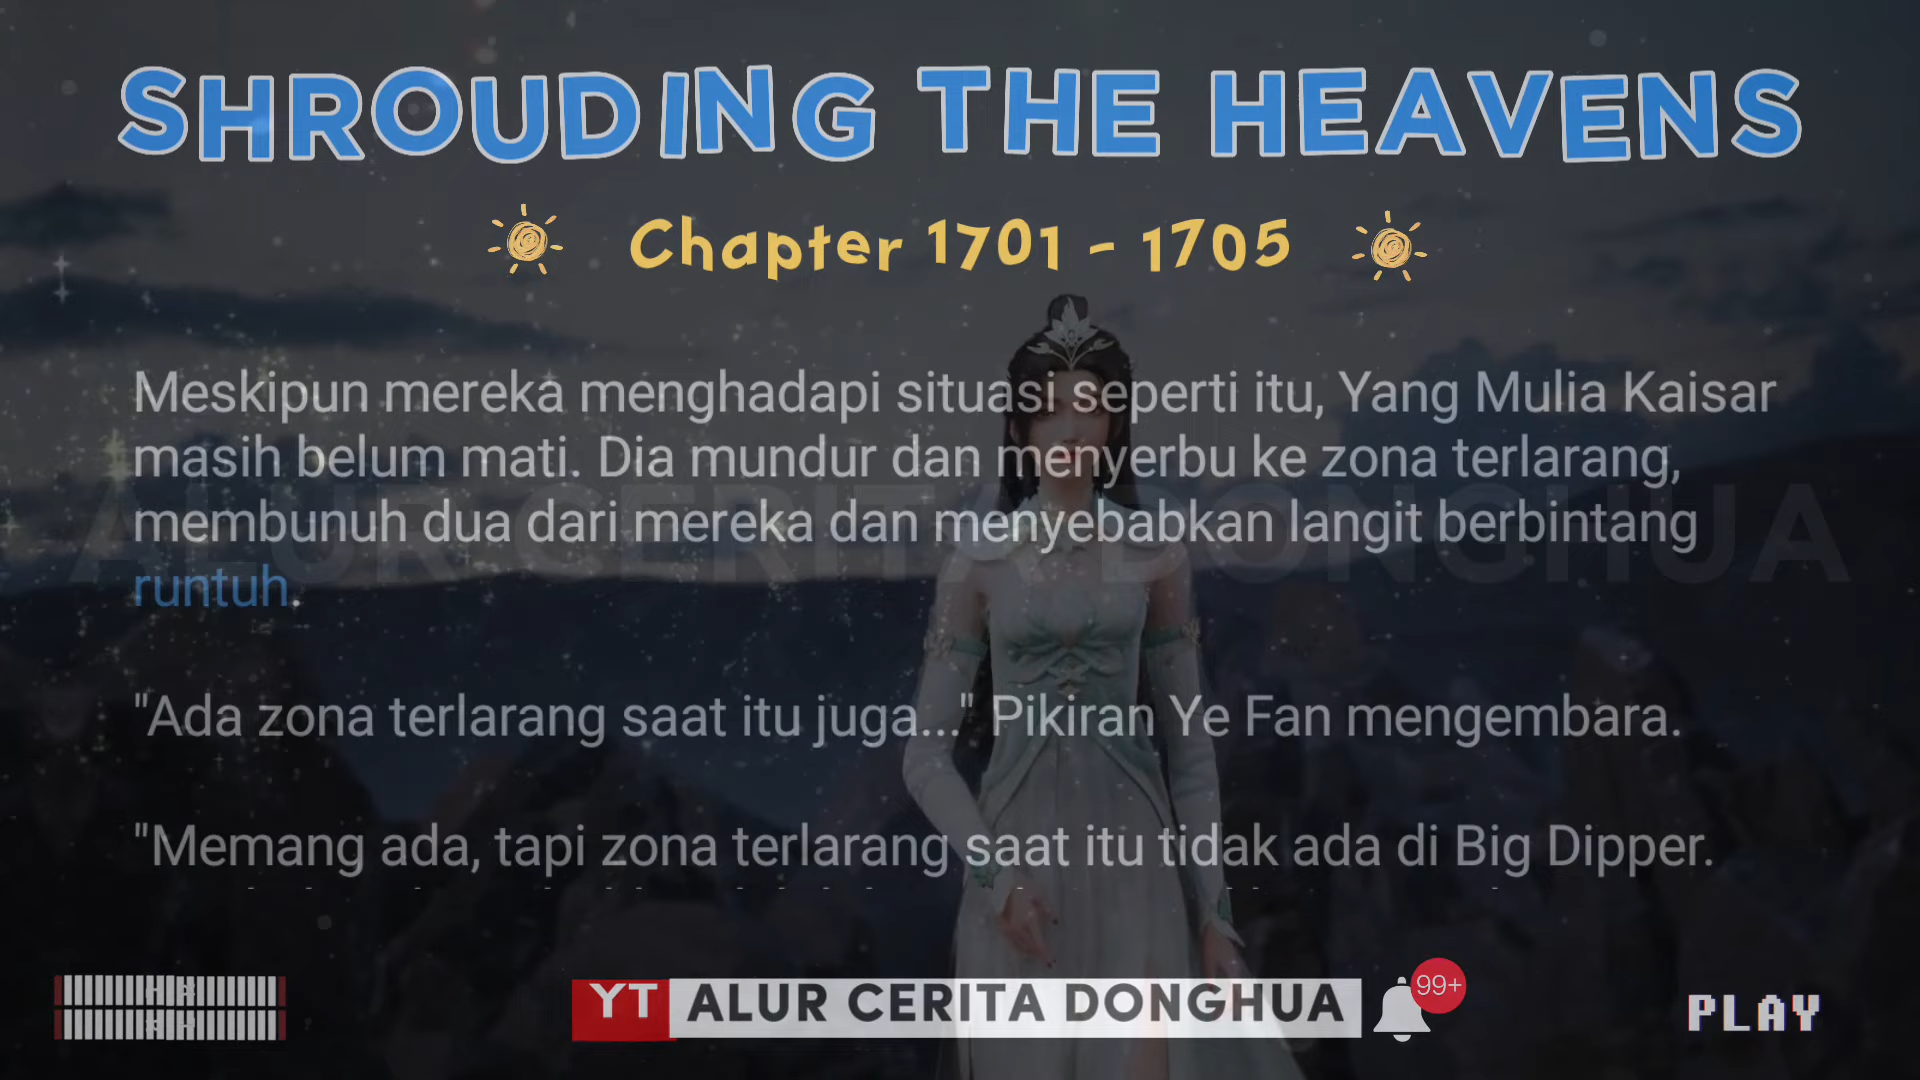 SHROUDING THE HEAVENS
Chapter 1701 - 1705
Meskipun mereka menghadapi situasi seperti itu, Yang Mulia Kaisar
masih belum mati. Dia mundur dan menyerbu ke zona terlarang,
ALUR CERITA DONGHUA
membunuh dua dari mereka dan menyebabkan langit berbintang
runtuh.
"Ada zona terlarang saat itu juga..." Pikiran Ye Fan mengembara.
"Memang ada, tapi zona terlarang saat itu tidak ada di Big Dipper.
YT ALUR CERITA DONGHUA
99+
PLAY